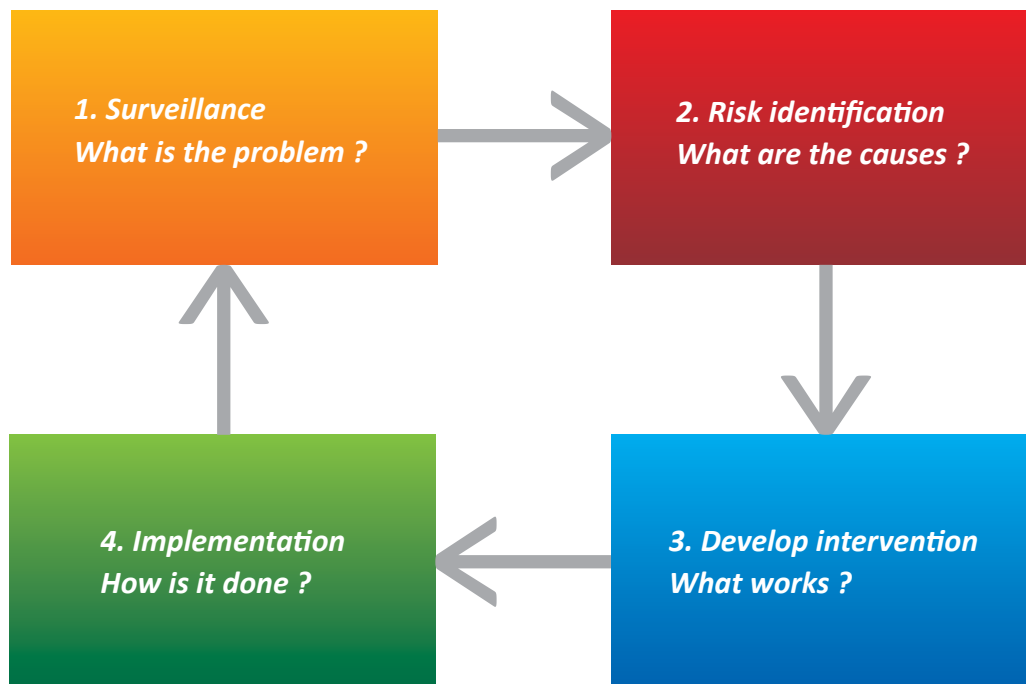 1. Surveillance
What is the problem ?
2. Risk identification
What are the causes ?
3. Develop intervention
What works ?
4. Implementation
How is it done ?